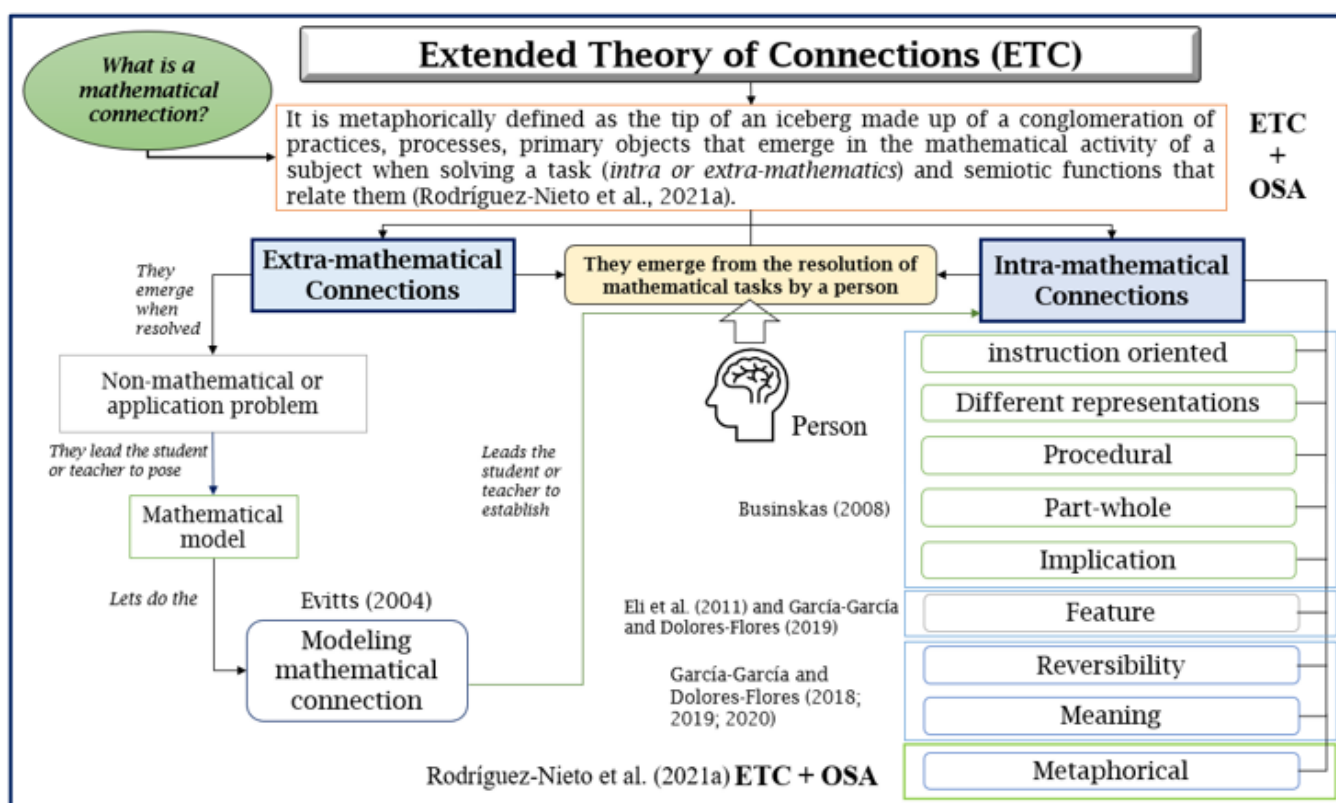 Extended Theory of Connections (ETC)
What is a
mathematical
connection?
It is metaphorically defined as the tip of an iceberg made up of a conglomeration of
practices, processes, primary objects that emerge in the mathematical activity of a
subject when solving a task (intra or extra-mathematics) and semiotic functions that
relate them (Rodríguez-Nieto et al., 2021a).
ETC
+
OSA
Extra-mathematical
Connections
They emerge from the resolution of
mathematical tasks by a person
Intra-mathematical
Connections
They
emerge
when
resolved
Non-mathematical or
application problem
They lead the student
or teacher to pose
Mathematical
model
Lets do the
Evitts (2004)
Modeling
mathematical
connection
Leads the
student or
teacher to
establish
Person
Businskas (2008)
instruction oriented
Different representations
Procedural
Part-whole
Implication
Eli et al. (2011) and García-García
and Dolores-Flores (2019)
Feature
García-García and
Dolores-Flores (2018;
2019; 2020)
Reversibility
Meaning
Rodríguez-Nieto et al. (2021a) ETC + OSA
Metaphorical